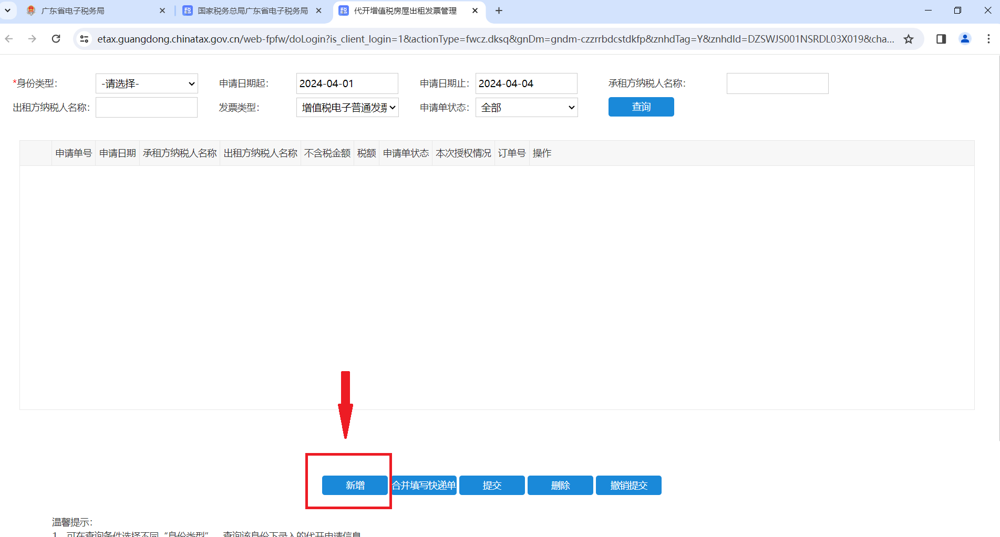 广东省电子税务局
税 国家税务总局广东省电子税务局
税 代开增值税房屋出租发票管理
etax.guangdong.chinatax.gov.cn/web-fpfw/doLogin?is_client_login=1&actionType=fwcz.dksq&gnDm=gndm-czzrrbdcstdkfp&znhdTag=Y&znhdId=DZSWJS001NSRDL03X019&cha...
*身份类型： -请选择- 申请日期起： 2024-04-01 申请日期止： 2024-04-04 承租方纳税人名称：
出租方纳税人名称： 发票类型： 增值税电子普通发票 申请单状态： 全部 查询
申请单号 申请日期 承租方纳税人名称 出租方纳税人名称 不含税金额 税额 申请单状态 本次授权情况 订单号 操作
新增 合并填写快递单 提交 删除 撤销提交
温馨提示：
1、可在查询条件选择不同“身份类型”，查询该身份下录入的代开申请信息